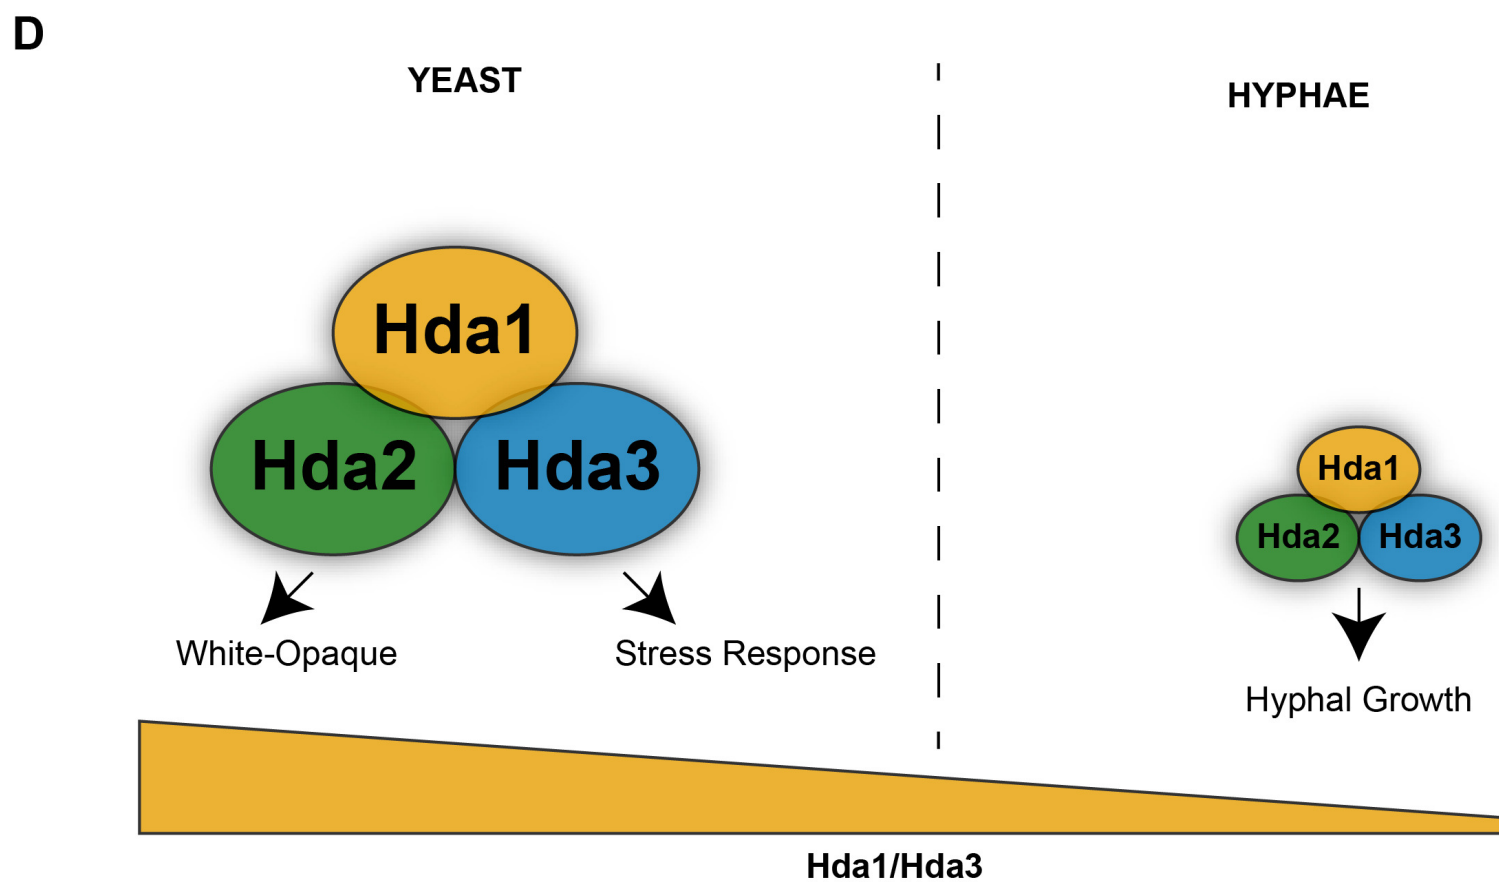 D
YEAST
HYPHAE
Hda1
Hda2
Hda3
White-Opaque
Stress Response
Hda1
Hda2
Hda3
Hyphal Growth
Hda1/Hda3